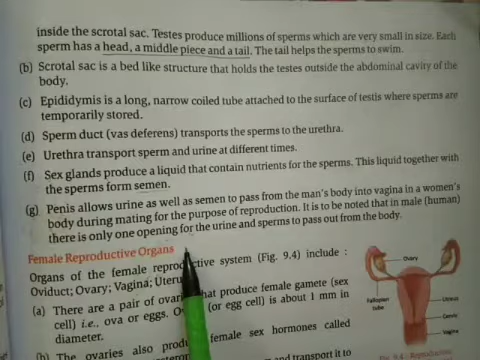 inside the scrotal sac. Testes produce millions of sperms which are very small in size. Each
sperm has a head, a middle piece and a tail. The tail helps the sperms to swim.
(b) Scrotal sac is a bed like structure that holds the testes outside the abdominal cavity of the
body.
(c) Epididymis is a long, narrow coiled tube attached to the surface of testis where sperms are
temporarily stored.
(d) Sperm duct (vas deferens) transports the sperms to the urethra.
(e) Urethra transport sperm and urine at different times.
(f) Sex glands produce a liquid that contain nutrients for the sperms. This liquid together with
the sperms form semen.
(g) Penis allows urine as well as semen to pass from the man's body into vagina in a women's
body during mating for the purpose of reproduction. It is to be noted that in male (human)
there is only one opening for the urine and sperms to pass out from the body.
Female Reproductive Organs
Organs of the female reproductive system (Fig. 9.4) include :
Oviduct; Ovary; Vagina; Uterus
(a) There are a pair of that produce female gamete (sex
cell) i.e., ova or eggs. (or egg cell) is about 1 mm in
diameter.
(b) The ovaries also female sex hormones called
and transport it to
Ovary
Fallopian
tube
Uterus
Cervix
Vagina
Reproductive